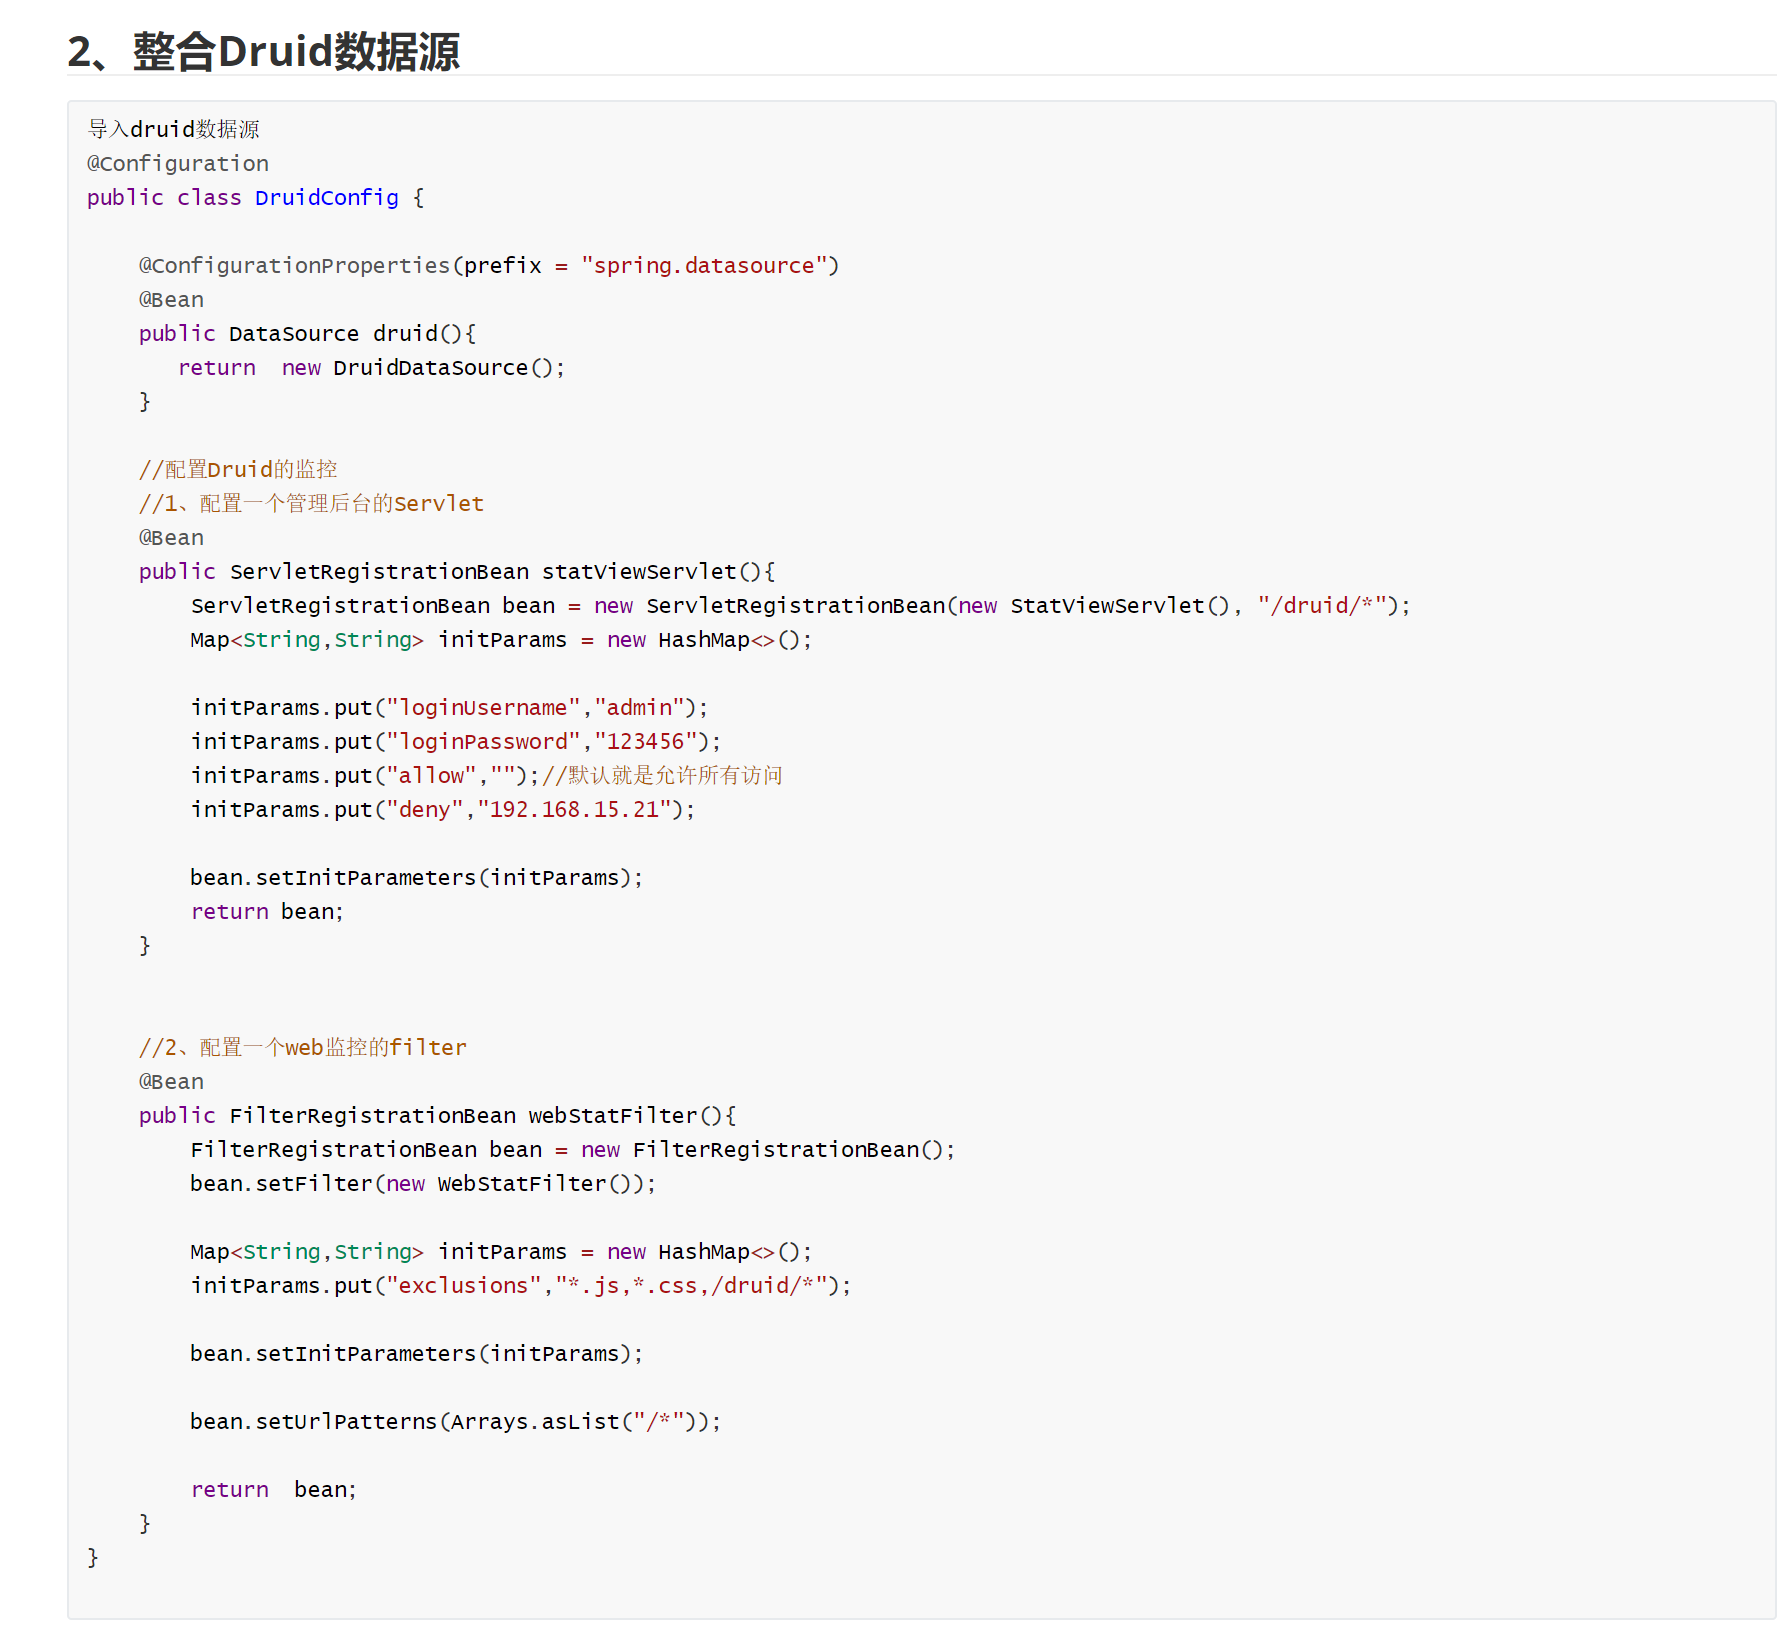 2、整合Druid数据源
导入druid数据源
@Configuration
public class DruidConfig {
@ConfigurationProperties(prefix = "spring.datasource")
@Bean
public DataSource druid(){
return  new DruidDataSource();
}
//配置Druid的监控
//1、配置一个管理后台的Servlet
@Bean
public ServletRegistrationBean statViewServlet(){
ServletRegistrationBean bean = new ServletRegistrationBean(new StatViewServlet(), "/druid/*");
Map<String,String> initParams = new HashMap<>();
initParams.put("loginUsername","admin");
initParams.put("loginPassword","123456");
initParams.put("allow","");//默认就是允许所有访问
initParams.put("deny","192.168.15.21");
bean.setInitParameters(initParams);
return bean;
}
//2、配置一个web监控的filter
@Bean
public FilterRegistrationBean webStatFilter(){
FilterRegistrationBean bean = new FilterRegistrationBean();
bean.setFilter(new WebStatFilter());
Map<String,String> initParams = new HashMap<>();
initParams.put("exclusions","*.js,*.css,/druid/*");
bean.setInitParameters(initParams);
bean.setUrlPatterns(Arrays.asList("/*"));
return  bean;
}
}